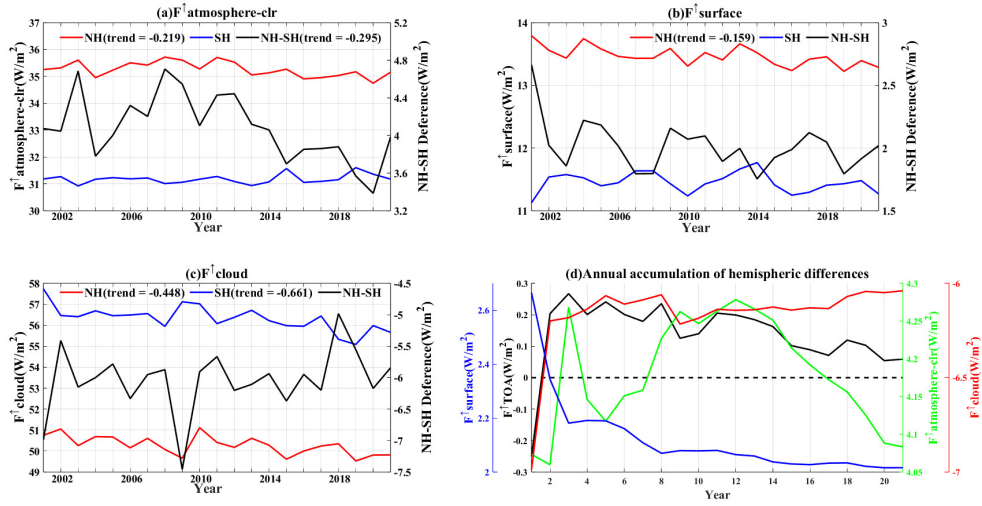 (a)F↑atmosphere-clr
NH(trend = -0.219) SH NH-SH(trend = -0.295)
F↑atmosphere-clr(W/m²)
37
36
35
34
33
32
31
30
5.2
4.8
4.4
4
3.6
3.2
NH-SH Deference(W/m²)
2002 2006 2010 2014 2018
Year
(b)F↑surface
NH(trend = -0.159) SH NH-SH
F↑surface(W/m²)
14
13
12
11
3
2.5
2
1.5
NH-SH Deference(W/m²)
2002 2006 2010 2014 2018
Year
(c)F↑cloud
NH(trend = -0.448) SH(trend = -0.661) NH-SH
F↑cloud(W/m²)
58
57
56
55
54
53
52
51
50
49
-4.5
-5
-5.5
-6
-6.5
-7
-7.5
NH-SH Deference(W/m²)
2002 2006 2010 2014 2018
Year
(d)Annual accumulation of hemispheric differences
F↑surface(W/m²)
2.6
2.4
2.2
2
F↑TOA(W/m²)
0.3
0.2
0.1
0
-0.1
-0.2
-0.3
4.3
4.25
4.2
4.15
4.1
4.05
F↑atmosphere-clr(W/m²)
-6
-6.5
-7
F↑cloud(W/m²)
2 4 6 8 10 12 14 16 18 20
Year